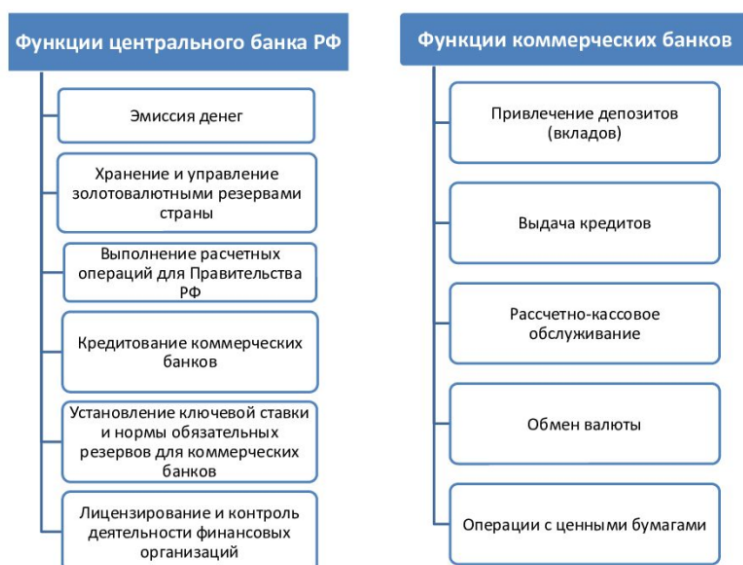 Функции центрального банка РФ
Эмиссия денег
Хранение и управление
золотовалютными резервами
страны
Выполнение расчетных
операций для Правительства
РФ
Кредитование коммерческих
банков
Установление ключевой ставки
и нормы обязательных
резервов для коммерческих
банков
Лицензирование и контроль
деятельности финансовых
организаций
Функции коммерческих банков
Привлечение депозитов
(вкладов)
Выдача кредитов
Рассчетно-кассовое
обслуживание
Обмен валюты
Операции с ценными бумагами